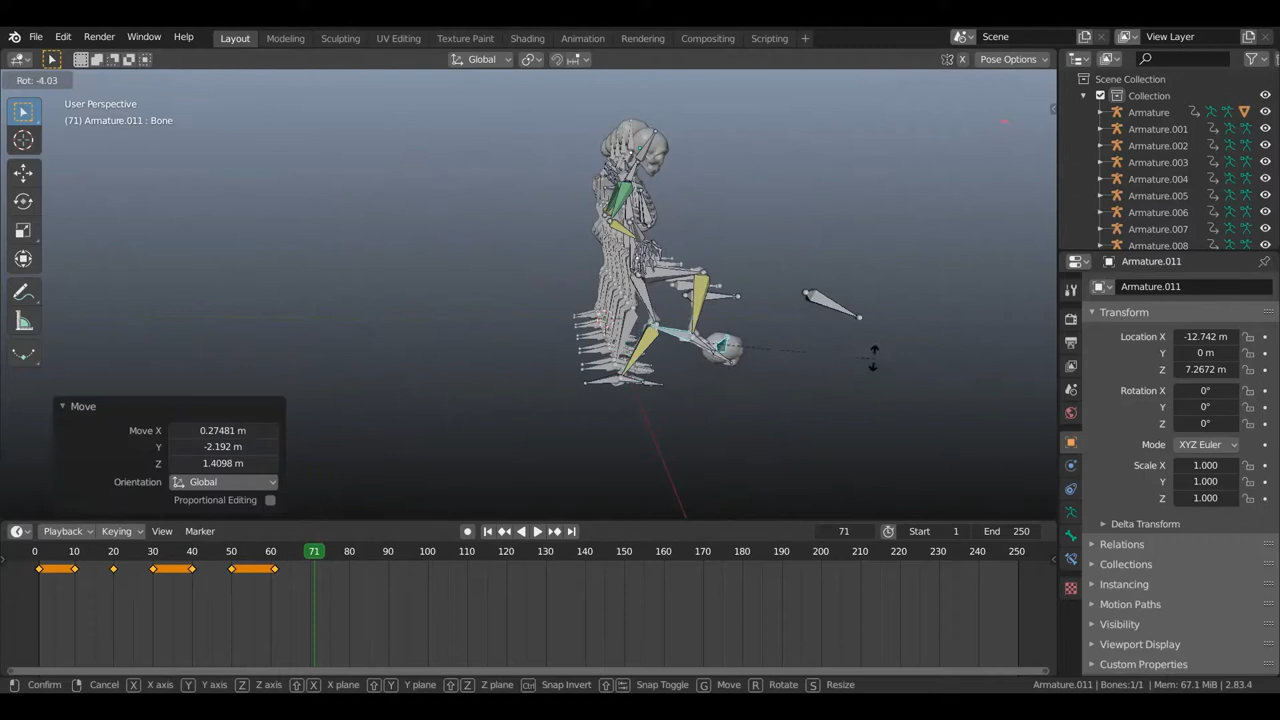 File Edit Render Window Help
Layout Modeling Sculpting UV Editing Texture Paint Shading Animation Rendering Compositing Scripting +
Scene
View Layer
Global
X
Pose Options
Rot: -4.03
User Perspective
(71) Armature.011 : Bone
Scene Collection
Collection
Armature
Armature.001
Armature.002
Armature.003
Armature.004
Armature.005
Armature.006
Armature.007
Armature.008
Armature.011
Armature.011
Transform
Location X -12.742 m
Y 0 m
Z 7.2672 m
Rotation X 0°
Y 0°
Z 0°
Mode XYZ Euler
Scale X 1.000
Y 1.000
Z 1.000
Delta Transform
Relations
Collections
Instancing
Motion Paths
Visibility
Viewport Display
Custom Properties
Move
Move X 0.27481 m
Y -2.192 m
Z 1.4098 m
Orientation Global
Proportional Editing
Playback Keying View Marker
71 Start 1 End 250
0 10 20 30 40 50 60 71 80 90 100 110 120 130 140 150 160 170 180 190 200 210 220 230 240 250
Confirm Cancel X X axis Y Y axis Z Z axis X X plane Y Y plane Z Z plane Ctrl Snap Invert Snap Toggle G Move R Rotate S Resize
Armature.011 | Bones:1/1 | Mem: 67.1 MiB | 2.83.4